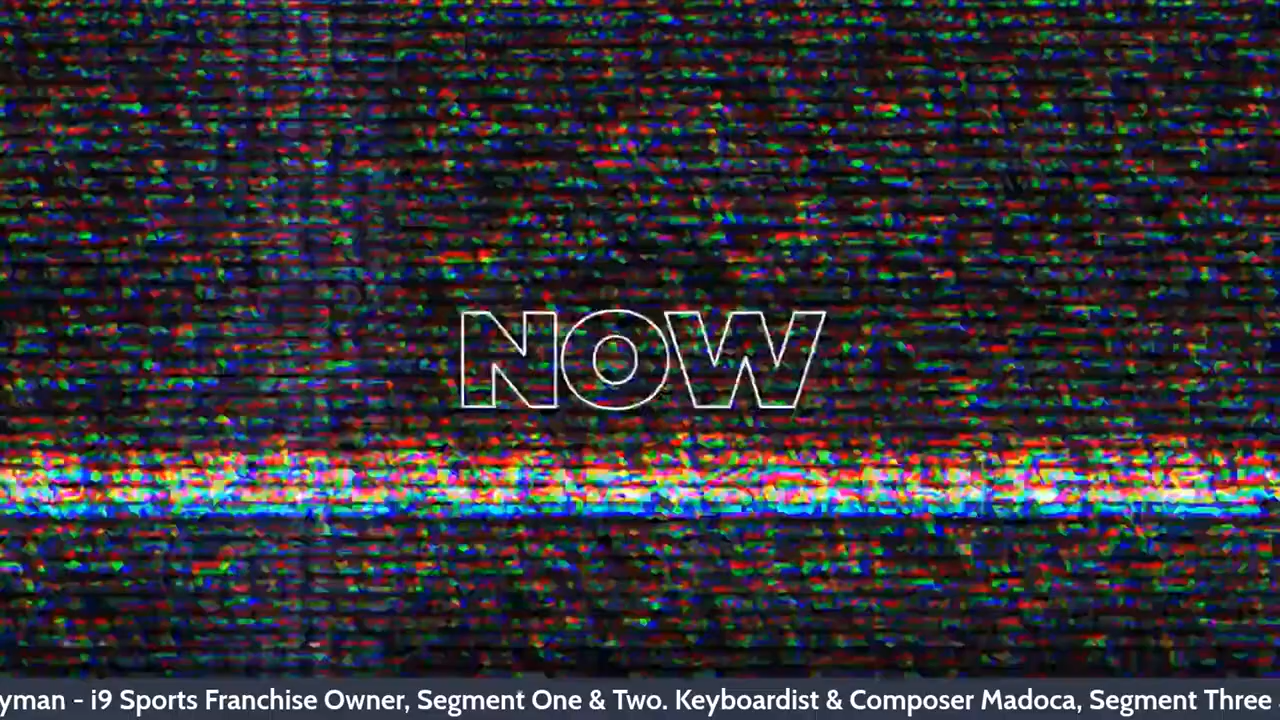 NOW
yman - i9 Sports Franchise Owner, Segment One & Two. Keyboardist & Composer Madoca, Segment Three